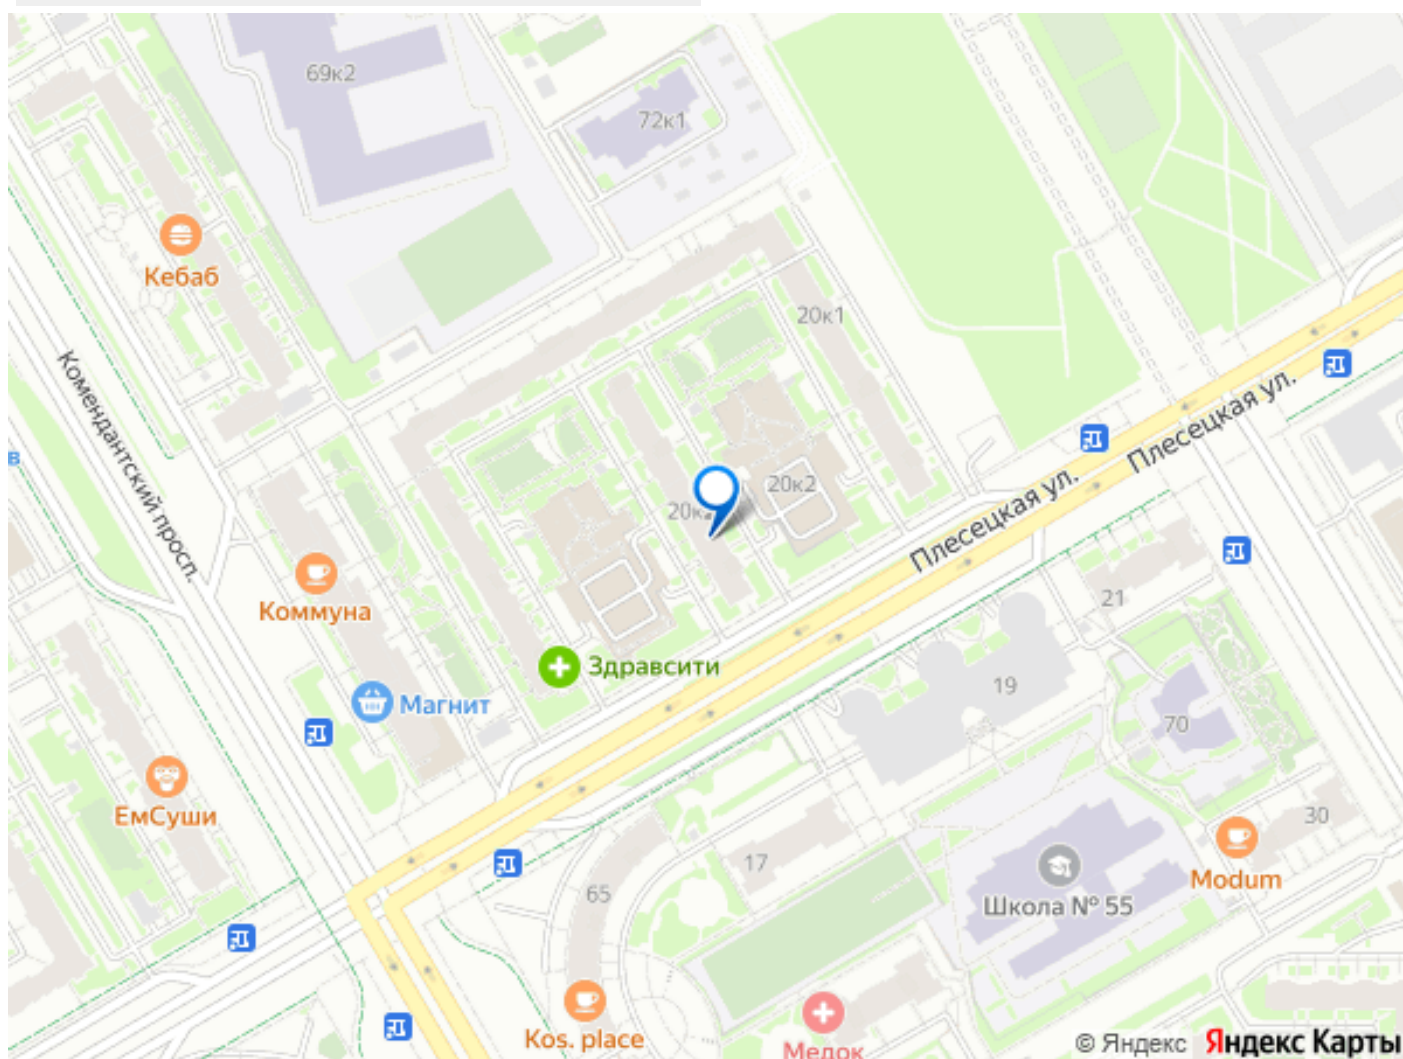 69к2
72к1
Кебаб
20к1
Комендантский просп.
в
Плесецкая ул.
20к2
Плесецкая ул.
Коммуна
21
Здравсити
19
Магнит
70
ЕмСуши
30
17
65
Modum
Школа № 55
Kos. place
Медок
© Яндекс Яндекс Карты